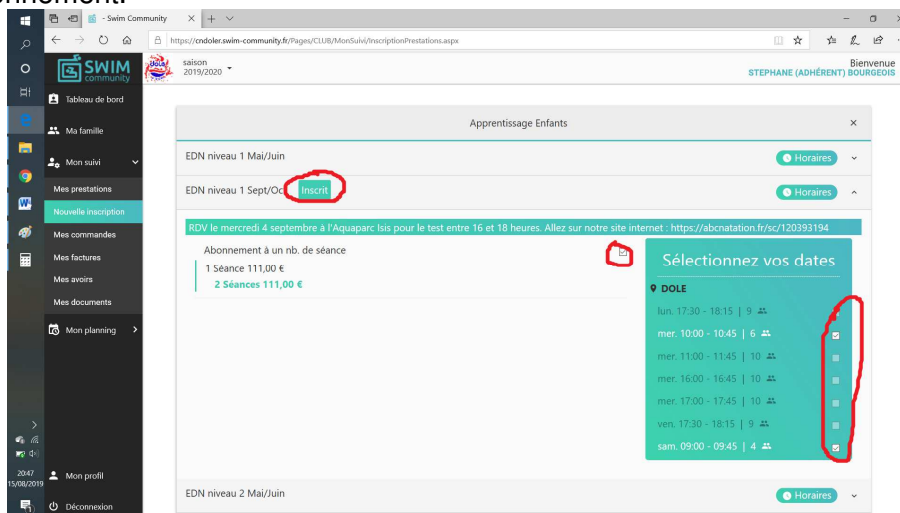 onnement.
- Swim Community
https://cndoler.swim-community.fr/Pages/CLUB/MonSuivi/InscriptionPrestations.aspx
SWIM
community
saison
2019/2020
Bienvenue
STEPHANE (ADHÉRENT) BOURGEOIS
Tableau de bord
Ma famille
Mon suivi
Mes prestations
Nouvelle inscription
Mes commandes
Mes factures
Mes avoirs
Mes documents
Mon planning
Mon profil
Déconnexion
Apprentissage Enfants
EDN niveau 1 Mai/Juin
Horaires
EDN niveau 1 Sept/Oc
Inscrit
Horaires
RDV le mercredi 4 septembre à l'Aquaparc Isis pour le test entre 16 et 18 heures. Allez sur notre site internet : https://abcnatation.fr/sc/120393194
Abonnement à un nb. de séance
1 Séance 111,00 €
2 Séances 111,00 €
Sélectionnez vos dates
DOLE
lun. 17:30 - 18:15 | 9
mer. 10:00 - 10:45 | 6
mer. 11:00 - 11:45 | 10
mer. 16:00 - 16:45 | 10
mer. 17:00 - 17:45 | 10
ven. 17:30 - 18:15 | 9
sam. 09:00 - 09:45 | 4
EDN niveau 2 Mai/Juin
Horaires
20:47
15/08/2019